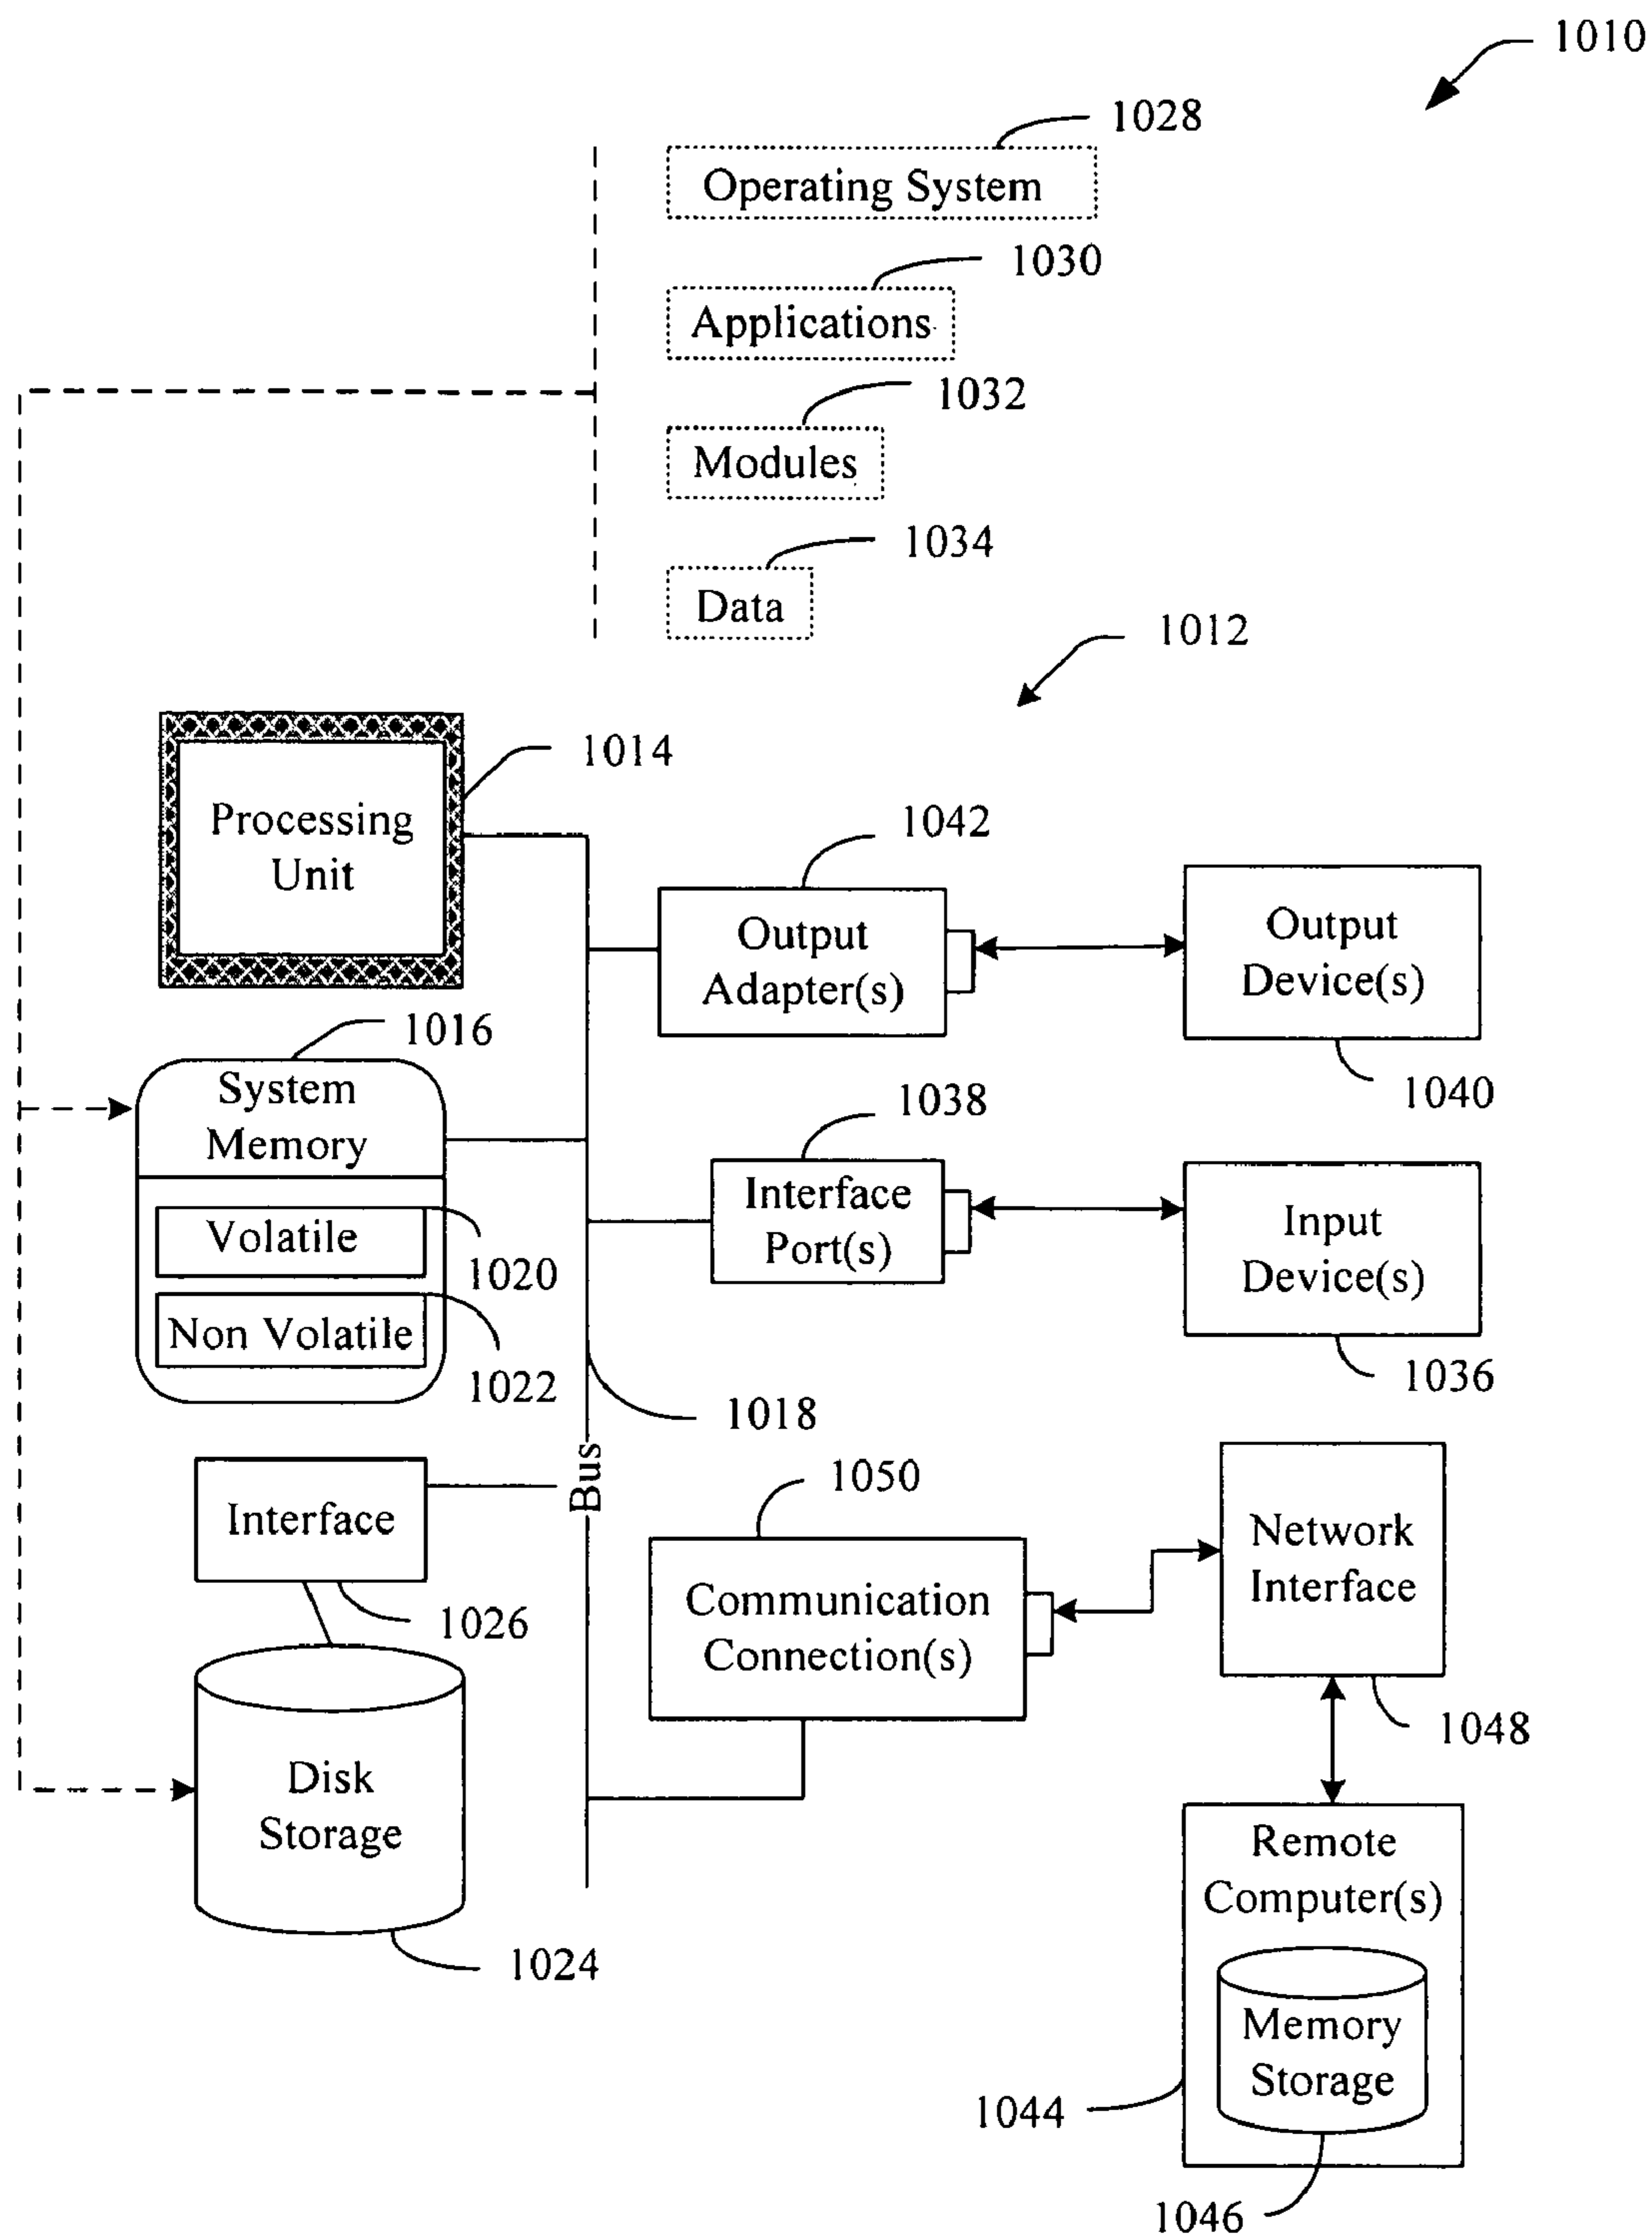 1010
1028
Operating System
1030
Applications
1032
Modules
1034
Data
1012
1014
Processing
Unit
1042
Output
Adapter(s)
Output
Device(s)
1040
1016
System
Memory
1038
Interface
Port(s)
Input
Device(s)
1036
Volatile
1020
Non Volatile
1022
1018
Bus
Interface
1026
1050
Communication
Connection(s)
Network
Interface
1048
Disk
Storage
1024
Remote
Computer(s)
Memory
Storage
1044
1046